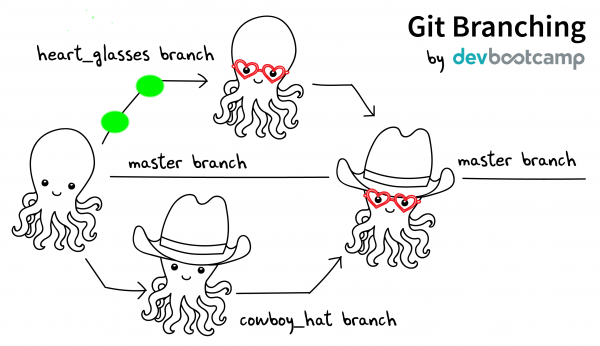 Git Branching
by devbootcamp
heart_glasses branch
master branch
master branch
cowboy_hat branch